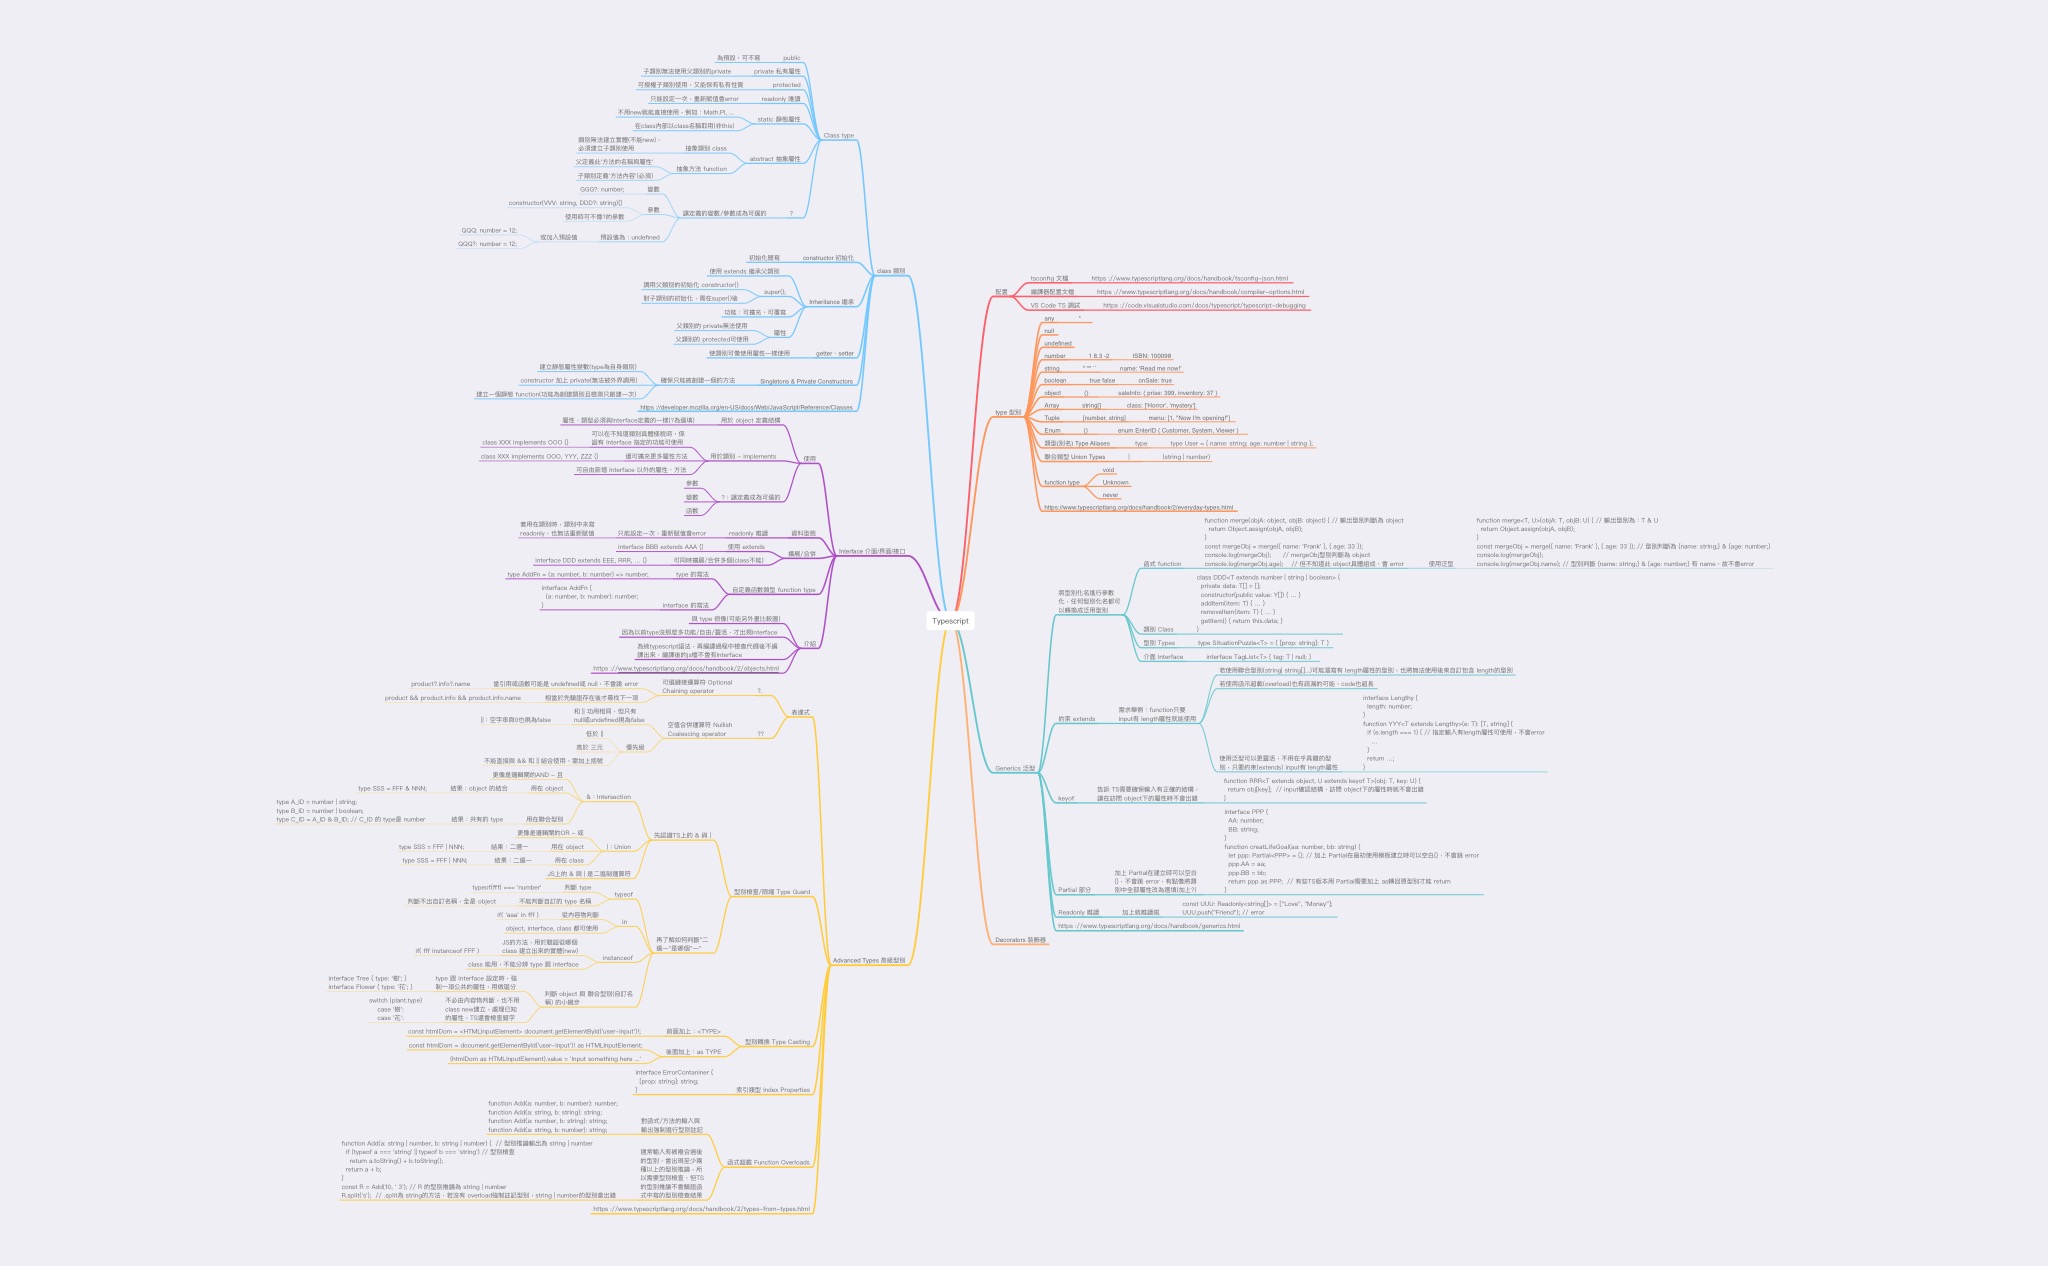 Typescript
class 類別
Class type
public
為預設，可不寫
private 私有屬性
子類別無法使用父類別的private
protected
可授權子類別使用，又能保有私有性質
readonly 唯讀
只能設定一次，重新賦值會error
static 靜態屬性
不用new就能直接使用，例如：Math.PI, ...
在class內部以class名稱取用(非this)
abstract 抽象屬性
抽象類別 class
類別無法建立實體(不能new)，
必須建立子類別使用
抽象方法 function
父定義此'方法的名稱與屬性'
子類別定義'方法內容'(必須)
?
讓定義的變數/參數成為可選的
變數
GGG?: number;
參數
constructor(VVV: string, DDD?: string){}
使用時可不傳?的參數
預設值為：undefined
或加入預設值
QQQ: number = 12;
QQQ?: number = 12;
constructor 初始化
初始化簡寫
Inheritance 繼承
使用 extends 繼承父類別
super();
調用父類別的初始化 constructor()
對子類別的初始化，需在super()後
功能：可擴充、可覆寫
屬性
父類別的 private無法使用
父類別的 protected可使用
getter、setter
使類別可像使用屬性一樣使用
Singletons & Private Constructors
確保只能被創建一個的方法
建立靜態屬性變數(type為自身類別)
constructor 加上 private(無法被外界調用)
建立一個靜態 function(功能為創建類別且檢測只創建一次)
https://developer.mozilla.org/en-US/docs/Web/JavaScript/Reference/Classes
Interface 介面/界面/接口
使用
用於 object 定義結構
屬性、類型必須與Interface定義的一樣(?為選填)
用於類別 - implements
可以在不知道類別具體樣貌時，保
證有 Interface 指定的功能可使用
class XXX implements OOO {}
還可擴充更多屬性方法
class XXX implements OOO, YYY, ZZZ {}
可自由新增 Interface 以外的屬性、方法
?：讓定義成為可選的
參數
變數
函數
資料型態
readonly 唯讀
只能設定一次，重新賦值會error
套用在類別時，類別中未寫
readonly，也無法重新賦值
擴展/合併
使用 extends
interface BBB extends AAA {}
可同時擴展/合併多個(class不能)
interface DDD extends EEE, RRR, ... {}
自定義函數類型 function type
type 的寫法
type AddFn = (a: number, b: number) => number;
interface 的寫法
interface AddFn {
(a: number, b: number): number;
}
介紹
與 type 很像(可能另外畫比較圖)
因為以前type沒那麼多功能/自由/靈活，才出現interface
為純typescript語法，再編譯過程中檢查代碼後不編
譯出來，編譯後的js檔不會有Interface
https://www.typescriptlang.org/docs/handbook/2/objects.html
Advanced Types 高級型別
表達式
?.
可選鏈接運算符 Optional
Chaining operator
當引用或函數可能是 undefined或 null，不會跳 error
product?.info?.name
相當於先驗證存在後才尋找下一項
product && product.info && product.info.name
??
空值合併運算符 Nullish
Coalescing operator
和 || 功用相同，但只有
null或undefined視為false
||：空字串與0也視為false
優先級
低於 ||
高於 三元
不能直接與 && 和 || 組合使用，需加上括號
型別檢查/防護 Type Guard
先認識TS上的 & 與 |
&：Intersection
更像是邏輯閘的AND - 且
用在 object
結果：object 的結合
type SSS = FFF & NNN;
用在聯合型別
結果：共有的 type
type A_ID = number | string;
type B_ID = number | boolean;
type C_ID = A_ID & B_ID; // C_ID 的 type是 number
|：Union
更像是邏輯閘的OR - 或
用在 object
結果：二選一
type SSS = FFF | NNN;
用在 class
結果：二選一
type SSS = FFF | NNN;
JS上的 & 與 | 是二進制運算符
再了解如何判斷"二
選一"是哪個"一"
typeof
判斷 type
typeof(fff) === 'number'
不能判斷自訂的 type 名稱
判斷不出自訂名稱，全是 object
in
從內容物判斷
if( 'aaa' in fff )
object, interface, class 都可使用
instanceof
JS的方法，用於驗證從哪個
class 建立出來的實體(new)
if( fff instanceof FFF )
class 能用，不能分辨 type 跟 interface
判斷 object 與 聯合型別(自訂名
稱) 的小撇步
type 跟 interface 設定時，強
制一項公共的屬性，用做區分
interface Tree { type: '樹'; }
interface Flower { type: '花'; }
不必由內容物判斷，也不用
class new建立，處理已知
的屬性，TS還會檢查錯字
switch (plant.type)
case '樹':
case '花':
型別轉換 Type Casting
前面加上：<TYPE>
const htmlDom = <HTMLInputElement> document.getElementById('user-input')!;
後面加上：as TYPE
const htmlDom = document.getElementById('user-input')! as HTMLInputElement;
(htmlDom as HTMLInputElement).value = 'Input something here ...'
索引類型 Index Properties
interface ErrorContaniner {
[prop: string]: string;
}
函式超載 Function Overloads
對函式/方法的輸入與
輸出強制進行型別註記
function Add(a: number, b: number): number;
function Add(a: string, b: string): string;
function Add(a: number, b: string): string;
function Add(a: string, b: number): string;
通常輸入有被複合過後
的型別，會出現至少兩
種以上的型別推論，所
以需要型別檢查，但TS
的型別推論不會驗證函
式中寫的型別檢查結果
function Add(a: string | number, b: string | number) { // 型別推論輸出為 string | number
if (typeof a === 'string' || typeof b === 'string') // 型別檢查
return a.toString() + b.toString();
return a + b;
}
const R = Add(10, ' 3'); // R 的型別推論為 string | number
R.split('s'); // .split為 string的方法，若沒有 overload強制註記型別，string | number的型別會出錯
https://www.typescriptlang.org/docs/handbook/2/types-from-types.html
配置
tsconfig 文檔
https://www.typescriptlang.org/docs/handbook/tsconfig-json.html
編譯器配置文檔
https://www.typescriptlang.org/docs/handbook/compiler-options.html
VS Code TS 調試
https://code.visualstudio.com/docs/typescript/typescript-debugging
type 型別
any
*
null
undefined
number
1 8.3 -2
ISBN: 100098
string
name: 'Read me now!'
boolean
true false
onSale: true
object
{}
saleInfo: { prise: 399, inventory: 37 }
Array
string[]
class: ['Horror', 'mystery']
Tuple
[number, string]
menu: [1, "Now I'm opening!"]
Enum
{}
enum EnterID { Customer, System, Viewer }
類型(別名) Type Aliases
type
type User = { name: string; age: number | string };
聯合類型 Union Types
|
(string | number)
function type
void
Unknown
never
https://www.typescriptlang.org/docs/handbook/2/everyday-types.html
Generics 泛型
將型別化名進行參數
化，任何型別化名都可
以轉換成泛用型別
函式 function
function merge(objA: object, objB: object) { // 輸出型別判斷為 object
return Object.assign(objA, objB);
}
const mergeObj = merge({ name: 'Frank' }, { age: 33 });
console.log(mergeObj); // mergeObj型別判斷為 object
console.log(mergeObj.age); // 但不知道此 object具體組成，會 error
使用泛型
function merge<T, U>(objA: T, objB: U) { // 輸出型別為：T & U
return Object.assign(objA, objB);
}
const mergeObj = merge({ name: 'Frank' }, { age: 33 }); // 型別判斷為 {name: string;} & {age: number;}
console.log(mergeObj);
console.log(mergeObj.name); // 型別判斷 {name: string;} & {age: number;} 有 name，故不會error
類別 Class
class DDD<T extends number | string | boolean> {
private data: T[] = [];
constructor(public value: Y[]) { ... }
addItem(item: T) { ... }
removeItem(item: T) { ... }
getItem() { return this.data; }
}
型別 Types
type SituationPuzzle<T> = { [prop: string]: T }
介面 Interface
interface TagList<T> { tag: T | null; }
約束 extends
需求舉例：function只要
input有 length屬性就能使用
若使用聯合型別(string| string[]...)可能還寫有 length屬性的型別，也將無法使用後來自訂包含 length的型別
若使用函示超載(overload)也有疏漏的可能，code也超長
使用泛型可以更靈活，不用在乎具體的型
別，只要約束(extends) input有 length屬性
interface Lengthy {
length: number;
}
function YYY<T extends Lengthy>(e: T): [T, string] {
if (e.length === 1) { // 指定輸入有length屬性可使用，不會error
...
}
return ...;
}
keyof
告訴 TS需要確保輸入有正確的結構，
讓在訪問 object下的屬性時不會出錯
function RRR<T extends object, U extends keyof T>(obj: T, key: U) {
return obj[key]; // input確認結構，訪問 object下的屬性時就不會出錯
}
Partial 部分
加上 Partial在建立時可以空白
{}，不會跳 error，有點像將類
別中全部屬性改為選填(加上?)
interface PPP {
AA: number;
BB: string;
}
function creatLifeGoal(aa: number, bb: string) {
let ppp: Partial<PPP> = {}; // 加上 Partial在最初使用模板建立時可以空白{}，不會跳 error
ppp.AA = aa;
ppp.BB = bb;
return ppp as PPP; // 有些TS版本用 Partial需要加上 as轉回原型別才能 return
}
Readonly 唯讀
加上就唯讀啦
const UUU: Readonly<string[]> = ["Love", "Money"];
UUU.push("Friend"); // error
https://www.typescriptlang.org/docs/handbook/generics.html
Decorators 裝飾器